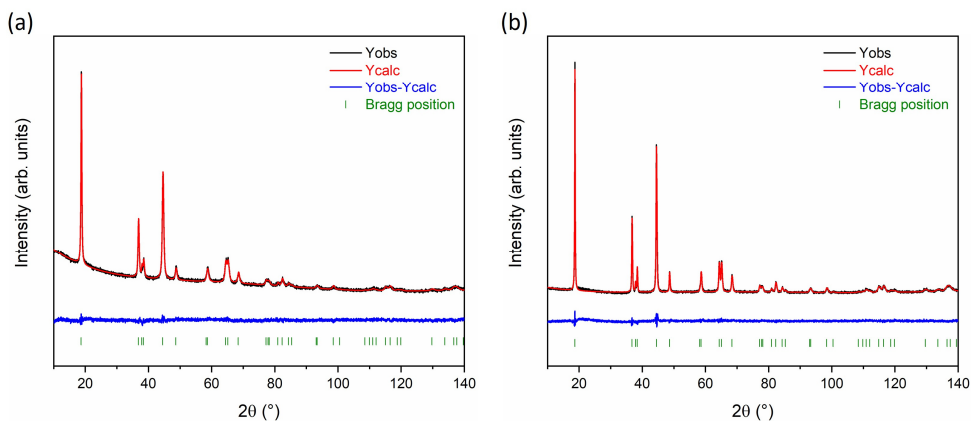 (a)
Yobs
Ycalc
Yobs-Ycalc
Bragg position
Intensity (arb. units)
20 40 60 80 100 120 140
2θ (°)
(b)
Yobs
Ycalc
Yobs-Ycalc
Bragg position
Intensity (arb. units)
20 40 60 80 100 120 140
2θ (°)